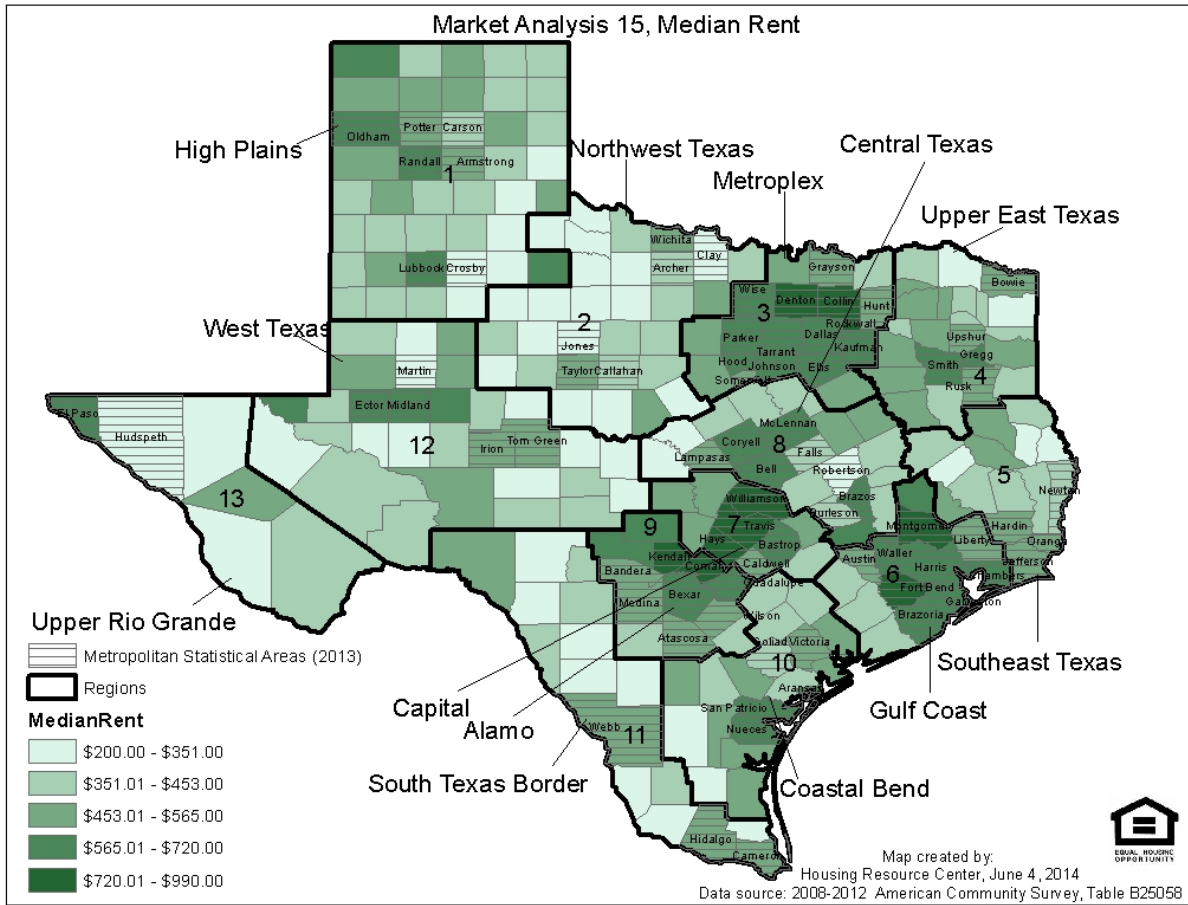 Market Analysis 15, Median Rent
High Plains
Northwest Texas
Central Texas
Metroplex
Upper East Texas
West Texas
Oldham
Potter
Carson
Randall
Armstrong
1
Lubbock
Crosby
Wichita
Clay
Archer
2
Jones
Taylor
Callahan
Grayson
Wise
Denton
Collin
Hunt
3
Rockwall
Parker
Dallas
Tarrant
Kaufman
Hood
Johnson
Ellis
Somervell
Bowie
Upshur
Gregg
Smith
Rusk
4
Martin
Ector
Midland
El Paso
Hudspeth
12
Irion
Tom Green
13
McLennan
Coryell
8
Falls
Lampasas
Bell
Robertson
Brazos
Burleson
5
Newton
Hardin
Orange
Jefferson
Williamson
7
Travis
Hays
Bastrop
Caldwell
Montgomery
Liberty
Austin
Waller
Harris
6
Chambers
Fort Bend
Galveston
Brazoria
9
Kendall
Bandera
Comal
Guadalupe
Medina
Bexar
Wilson
Atascosa
Goliad
Victoria
10
Aransas
San Patricio
Nueces
Webb
11
Hidalgo
Cameron
Upper Rio Grande
Capital
Alamo
South Texas Border
Coastal Bend
Gulf Coast
Southeast Texas
Metropolitan Statistical Areas (2013)
Regions
MedianRent
$200.00 - $351.00
$351.01 - $453.00
$453.01 - $565.00
$565.01 - $720.00
$720.01 - $990.00
EQUAL HOUSING
OPPORTUNITY
Map created by:
Housing Resource Center, June 4, 2014
Data source: 2008-2012 American Community Survey, Table B25058